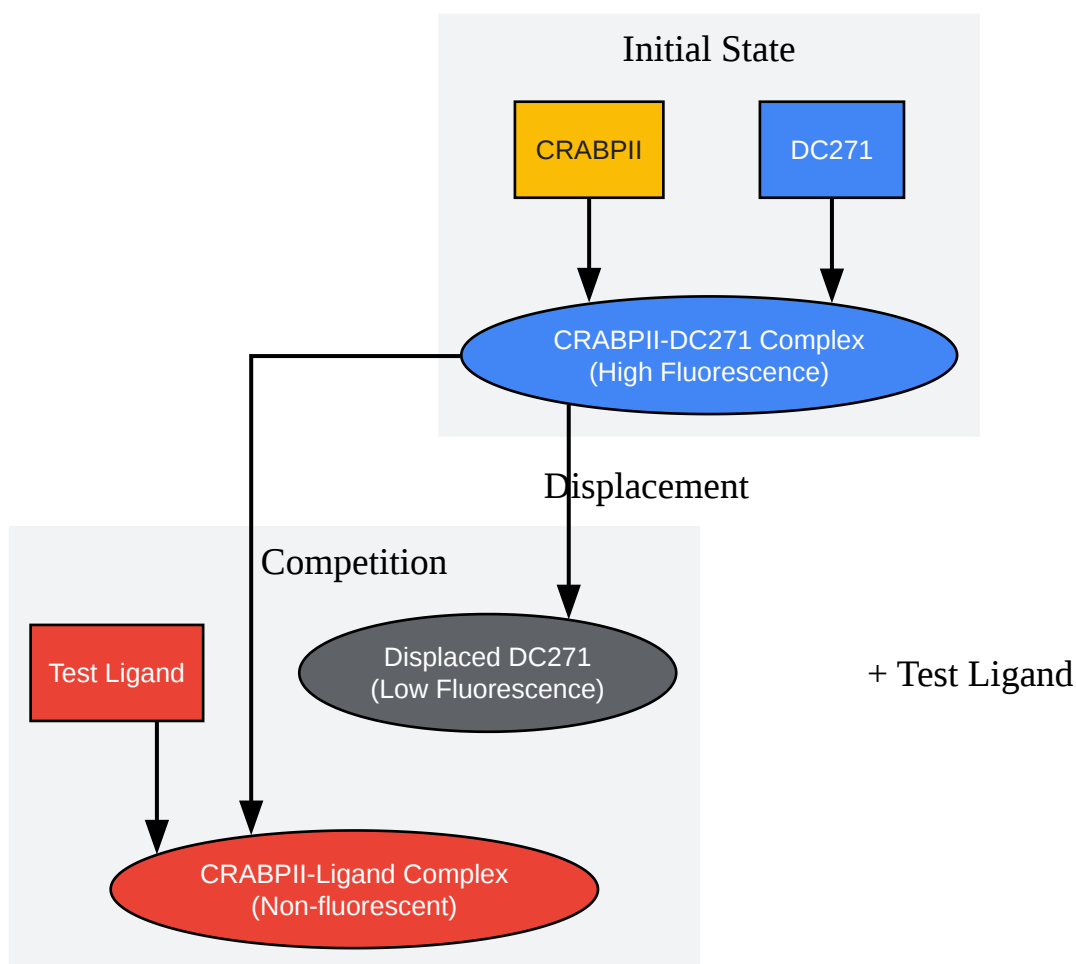 Initial State
CRABPII
DC271
CRABPII-DC271 Complex
(High Fluorescence)
Displacement
Competition
Test Ligand
Displaced DC271
(Low Fluorescence)
+ Test Ligand
CRABPII-Ligand Complex
(Non-fluorescent)